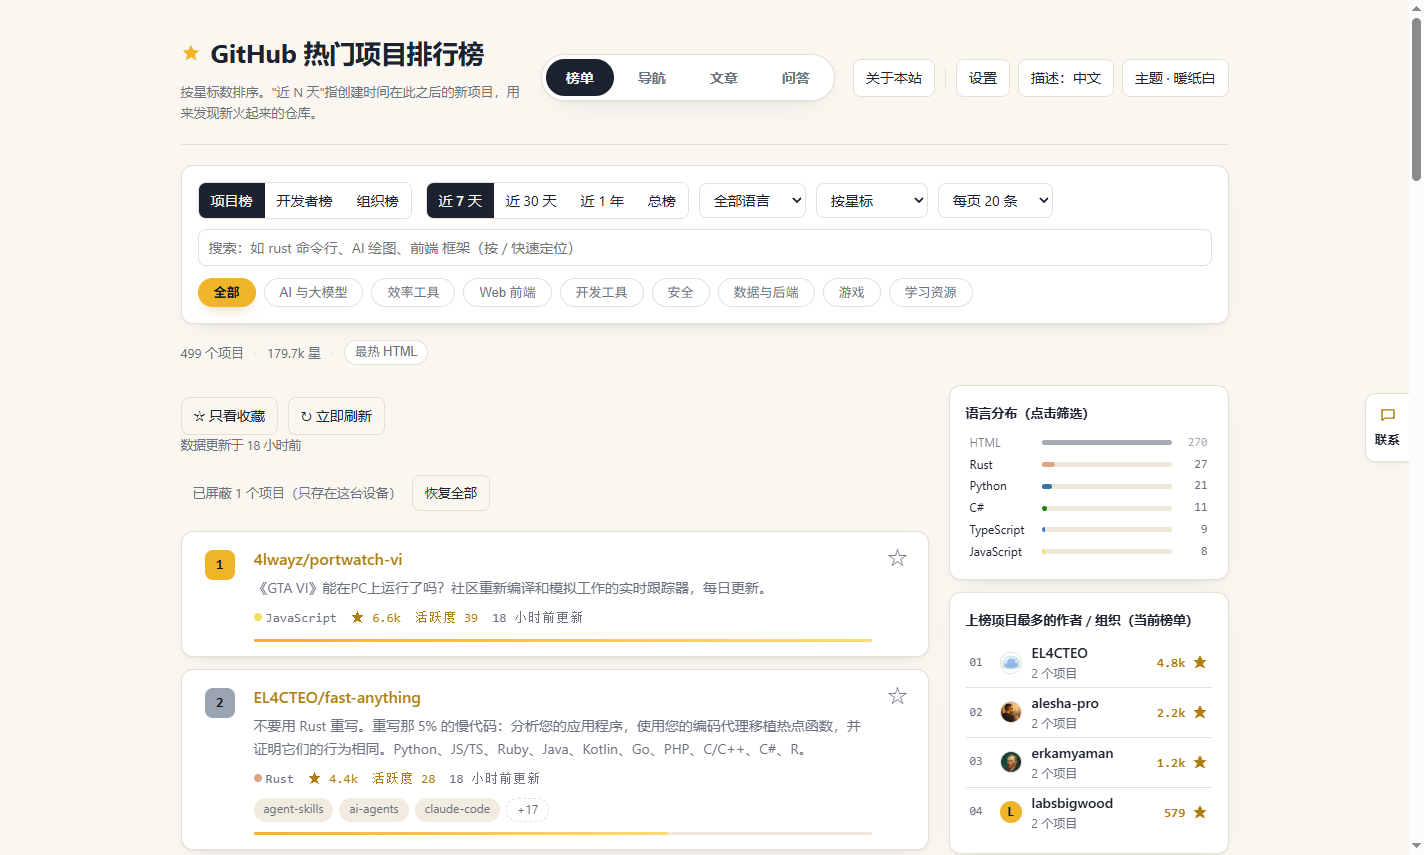 ★ GitHub 热门项目排行榜
按星标数排序。"近 N 天"指创建时间在此之后的新项目，用
来发现新火起来的仓库。
榜单 导航 文章 问答
关于本站 设置 描述：中文 主题 · 暖纸白
项目榜 开发者榜 组织榜 近 7 天 近 30 天 近 1 年 总榜 全部语言 按星标 每页 20 条
搜索：如 rust 命令行、AI 绘图、前端 框架（按 / 快速定位）
全部 AI 与大模型 效率工具 Web 前端 开发工具 安全 数据与后端 游戏 学习资源
499 个项目 · 179.7k 星 · 最热 HTML
☆ 只看收藏 ↻ 立即刷新
数据更新于 18 小时前
已屏蔽 1 个项目（只存在这台设备） 恢复全部
1 4lwayz/portwatch-vi ☆
《GTA VI》能在PC上运行了吗？社区重新编译和模拟工作的实时跟踪器，每日更新。
JavaScript ★ 6.6k 活跃度 39 18 小时前更新
2 EL4CTEO/fast-anything ☆
不要用 Rust 重写。重写那 5% 的慢代码：分析您的应用程序，使用您的编码代理移植热点函数，并
证明它们的行为相同。Python、JS/TS、Ruby、Java、Kotlin、Go、PHP、C/C++、C#、R。
Rust ★ 4.4k 活跃度 28 18 小时前更新
agent-skills ai-agents claude-code +17
语言分布（点击筛选）
HTML 270
Rust 27
Python 21
C# 11
TypeScript 9
JavaScript 8
上榜项目最多的作者 / 组织（当前榜单）
01 EL4CTEO 4.8k ★
2 个项目
02 alesha-pro 2.2k ★
2 个项目
03 erkamyaman 1.2k ★
2 个项目
04 L labsbigwood 579 ★
2 个项目
联系